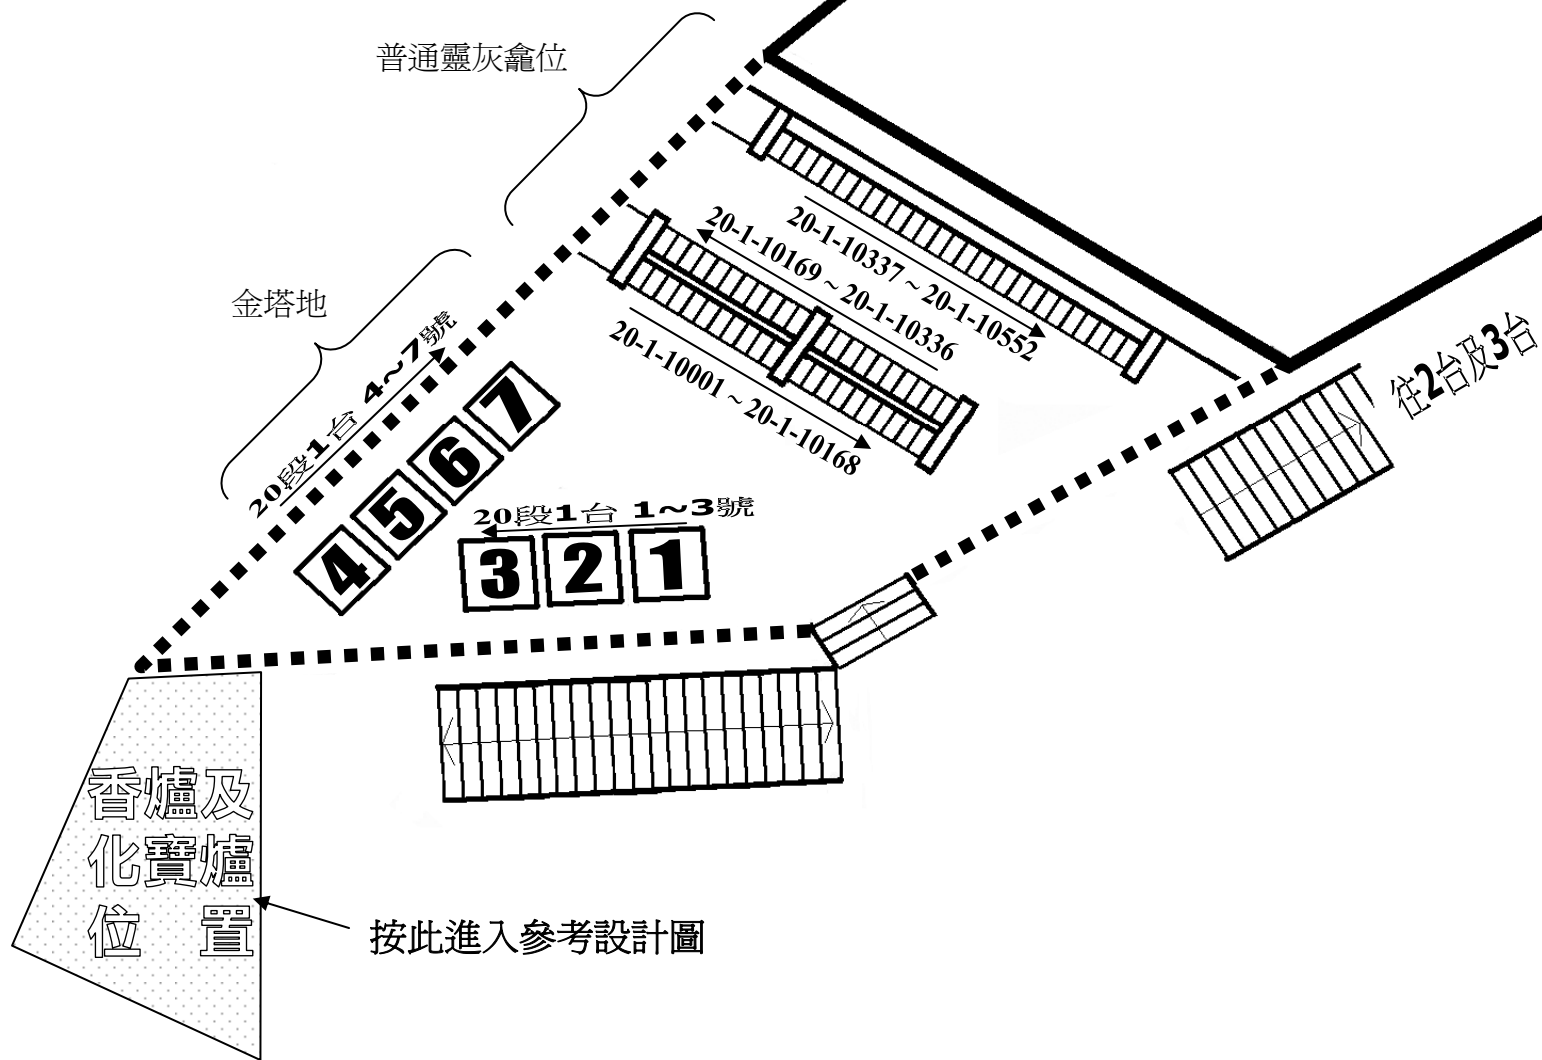 普通靈灰龕位
20-1-10337 ~ 20-1-10552
20-1-10169 ~ 20-1-10336
20-1-10001 ~ 20-1-10168
金塔地
20段1台 4~7號
往2台及3台
7
6
5
4
20段1台 1~3號
3 2 1
香爐及
化寶爐
位 置
按此進入參考設計圖